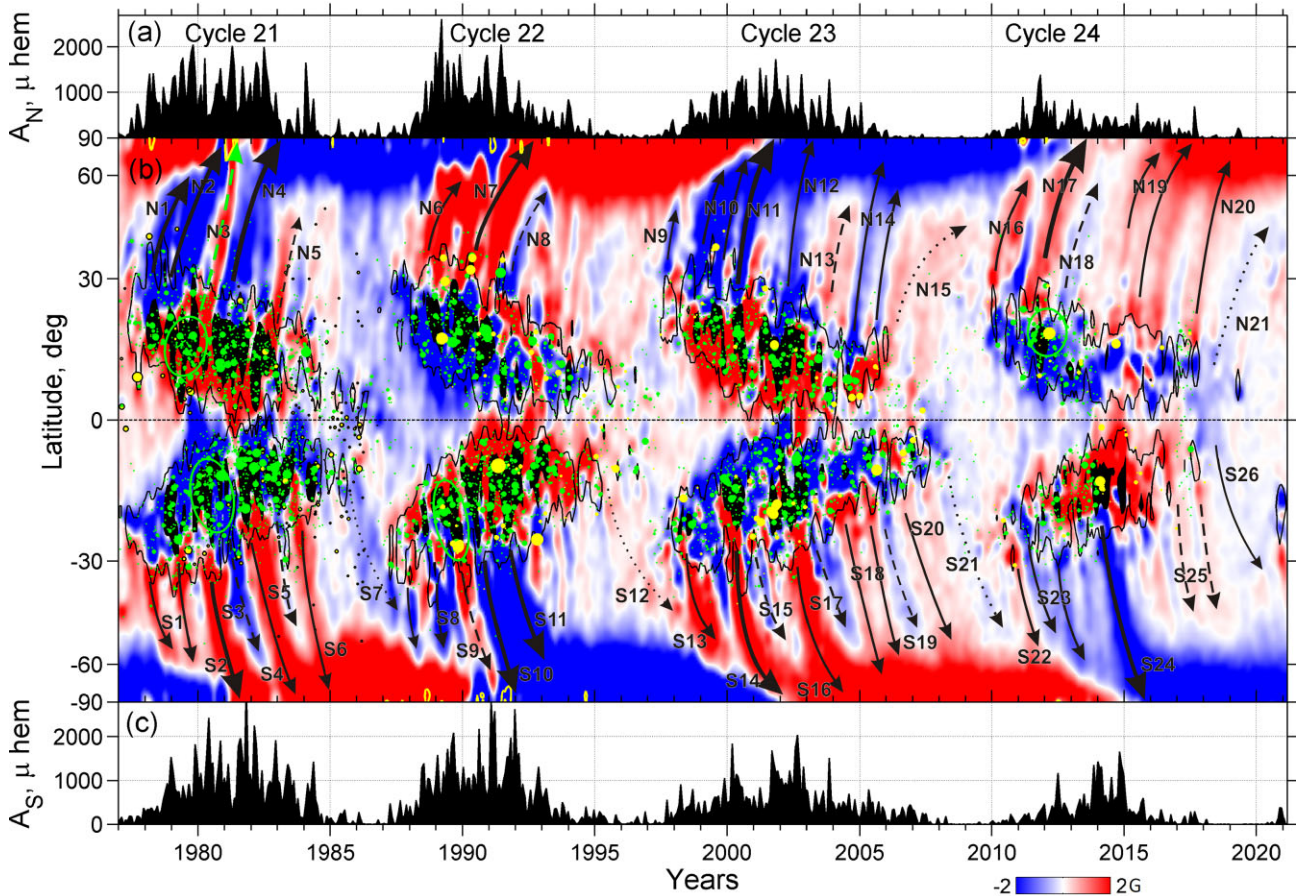 (a)
Cycle 21 Cycle 22 Cycle 23 Cycle 24
A_N, μ hem
2000
1000
(b)
Latitude, deg
90
60
30
0
-30
-60
-90
N1 N2 N3 N4 N5 N6 N7 N8 N9 N10 N11 N12 N13 N14 N15 N16 N17 N18 N19 N20 N21
S1 S2 S3 S4 S5 S6 S7 S8 S9 S10 S11 S12 S13 S14 S15 S16 S17 S18 S19 S20 S21 S22 S23 S24 S25 S26
(c)
A_S, μ hem
2000
1000
0
1980 1985 1990 1995 2000 2005 2010 2015 2020
Years
-2 2G